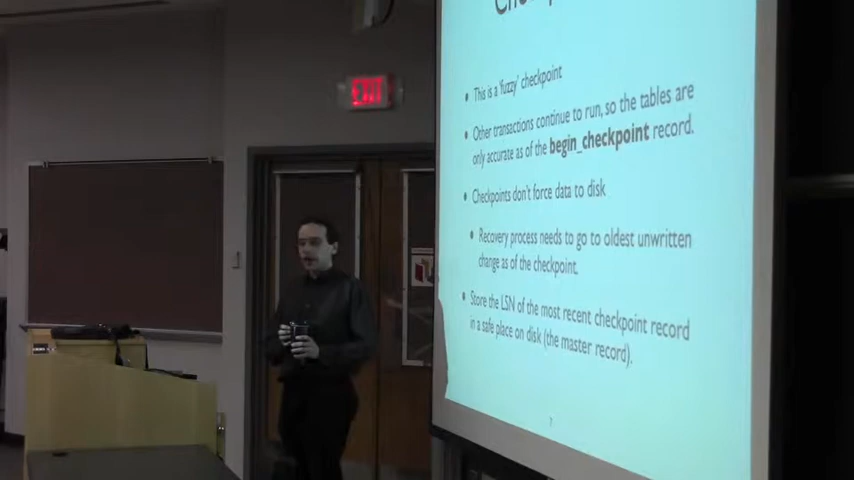 EXIT
This is a 'fuzzy' checkpoint
Other transactions continue to run, so the tables are
only accurate as of the begin_checkpoint record.
Checkpoints don't force data to disk
Recovery process needs to go to oldest unwritten
change as of the checkpoint.
Store the LSN of the most recent checkpoint record
in a safe place on disk (the master record).
7